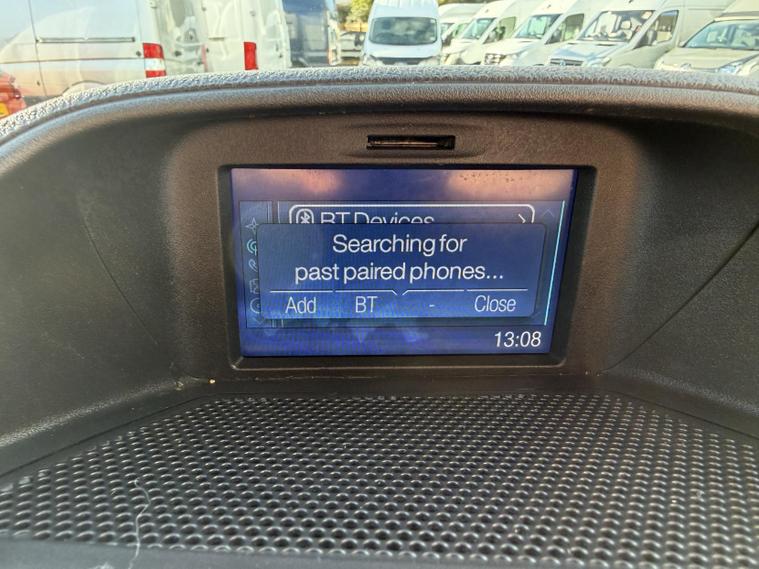 BT Devices
Searching for
past paired phones...
Add BT - Close
13:08